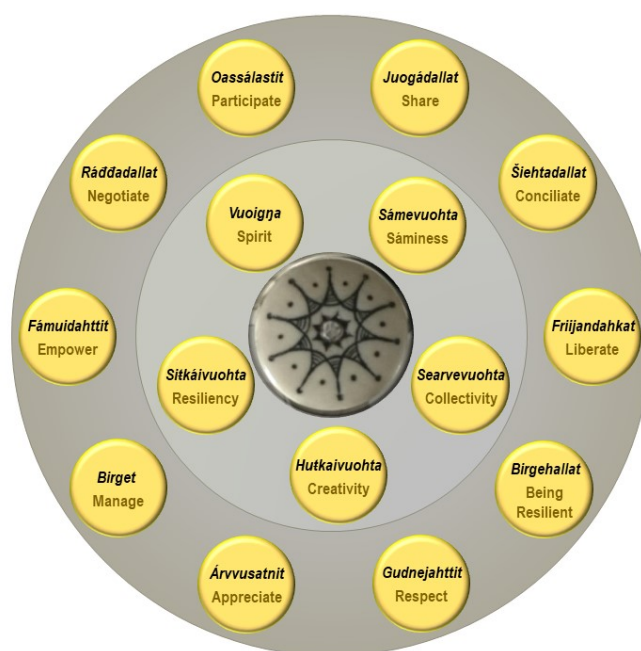 Oassálastit
Participate
Juogádallat
Share
Ráđđadallat
Negotiate
Šiehtadallat
Conciliate
Vuoigŋa
Spirit
Sámevuohta
Sáminess
Fámuidahttit
Empower
Friijandahkat
Liberate
Sitkáivuohta
Resiliency
Searvevuohta
Collectivity
Birget
Manage
Hutkaivuohta
Creativity
Birgehallat
Being
Resilient
Árvvusatnit
Appreciate
Gudnejahttit
Respect